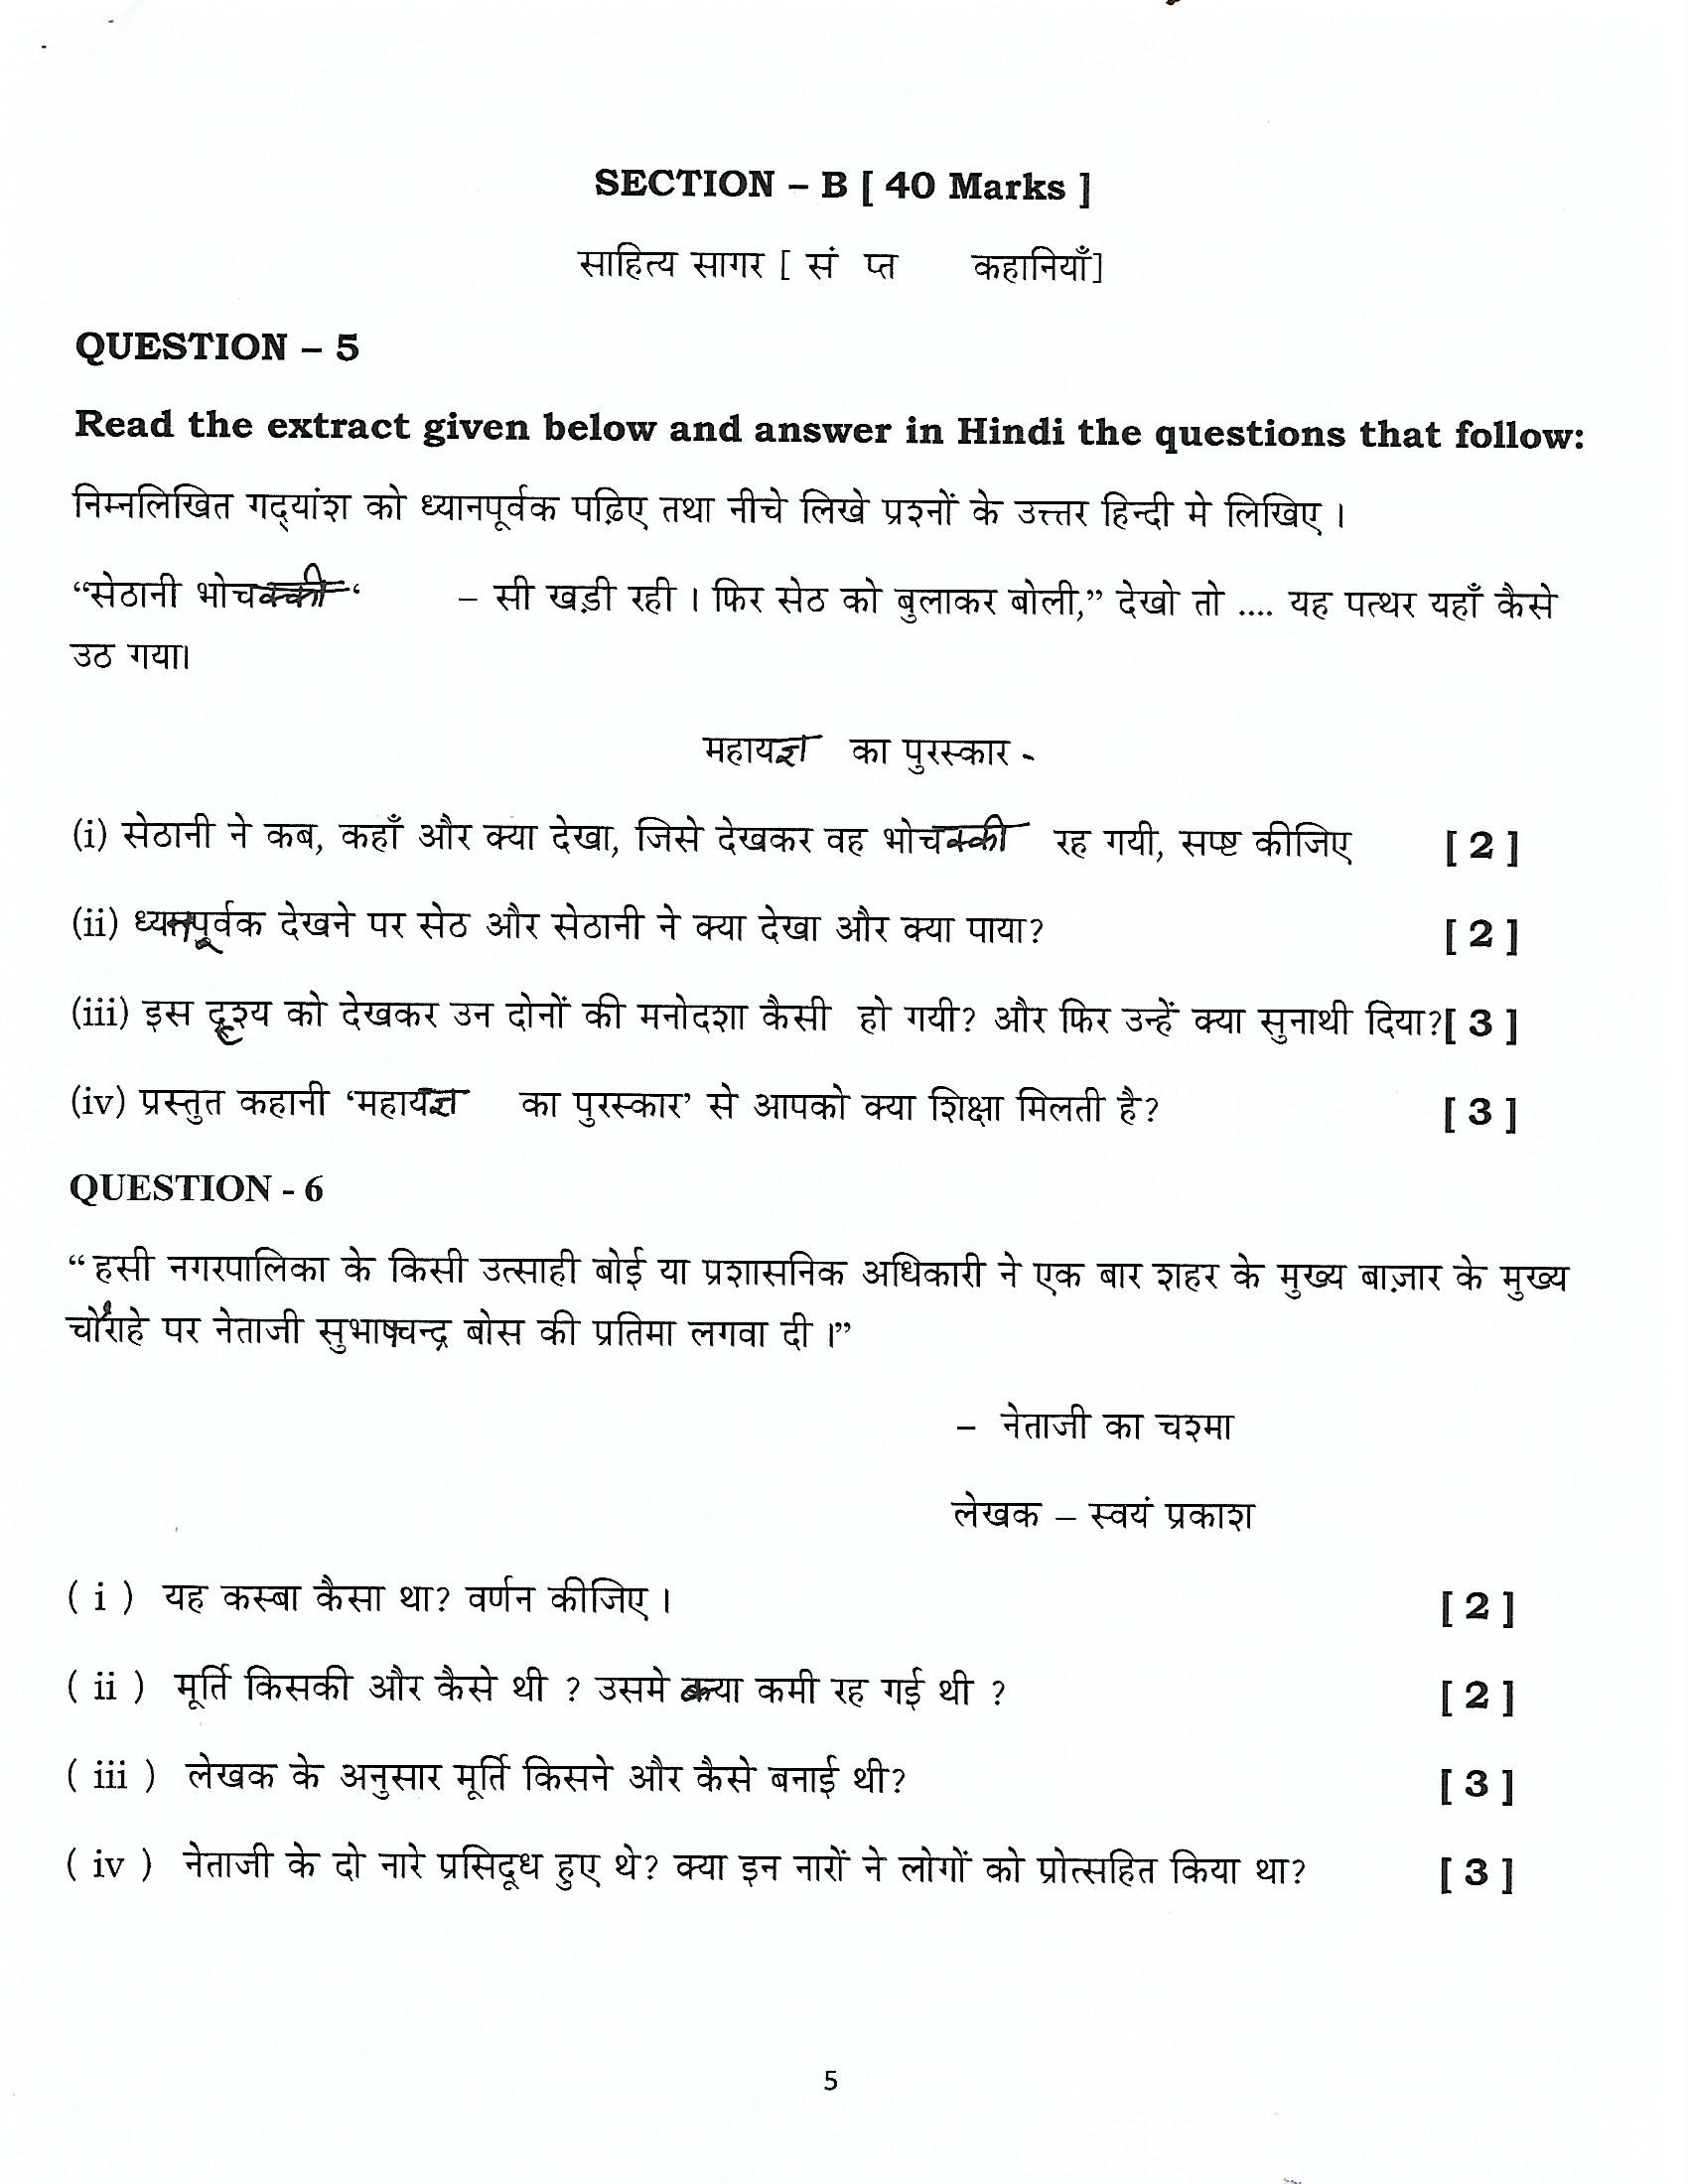 SECTION – B [ 40 Marks ]
साहित्य सागर [ सं प्त कहानियाँ]
QUESTION – 5
Read the extract given below and answer in Hindi the questions that follow:
निम्नलिखित गद्यांश को ध्यानपूर्वक पढ़िए तथा नीचे लिखे प्रश्नों के उत्त्तर हिन्दी मे लिखिए ।
“सेठानी भोचक्की “ – सी खड़ी रही । फिर सेठ को बुलाकर बोली,” देखो तो .... यह पत्थर यहाँ कैसे
उठ गया।
महायज्ञ का पुरस्कार -
(i) सेठानी ने कब, कहाँ और क्या देखा, जिसे देखकर वह भोचक्की रह गयी, सप्ष्ट कीजिए [ 2 ]
(ii) ध्यानपूर्वक देखने पर सेठ और सेठानी ने क्या देखा और क्या पाया? [ 2 ]
(iii) इस दृश्य को देखकर उन दोनों की मनोदशा कैसी हो गयी? और फिर उन्हें क्या सुनाथी दिया?[ 3 ]
(iv) प्रस्तुत कहानी ‘महायज्ञ का पुरस्कार’ से आपको क्या शिक्षा मिलती है? [ 3 ]
QUESTION - 6
“ हसी नगरपालिका के किसी उत्साही बोई या प्रशासनिक अधिकारी ने एक बार शहर के मुख्य बाज़ार के मुख्य
चौराहे पर नेताजी सुभाषचन्द्र बोस की प्रतिमा लगवा दी ।”
– नेताजी का चश्मा
लेखक – स्वयं प्रकाश
( i ) यह कस्बा कैसा था? वर्णन कीजिए । [ 2 ]
( ii ) मूर्ति किसकी और कैसे थी ? उसमे क्या कमी रह गई थी ? [ 2 ]
( iii ) लेखक के अनुसार मूर्ति किसने और कैसे बनाई थी? [ 3 ]
( iv ) नेताजी के दो नारे प्रसिदूध हुए थे? क्या इन नारों ने लोगों को प्रोत्सहित किया था? [ 3 ]
5